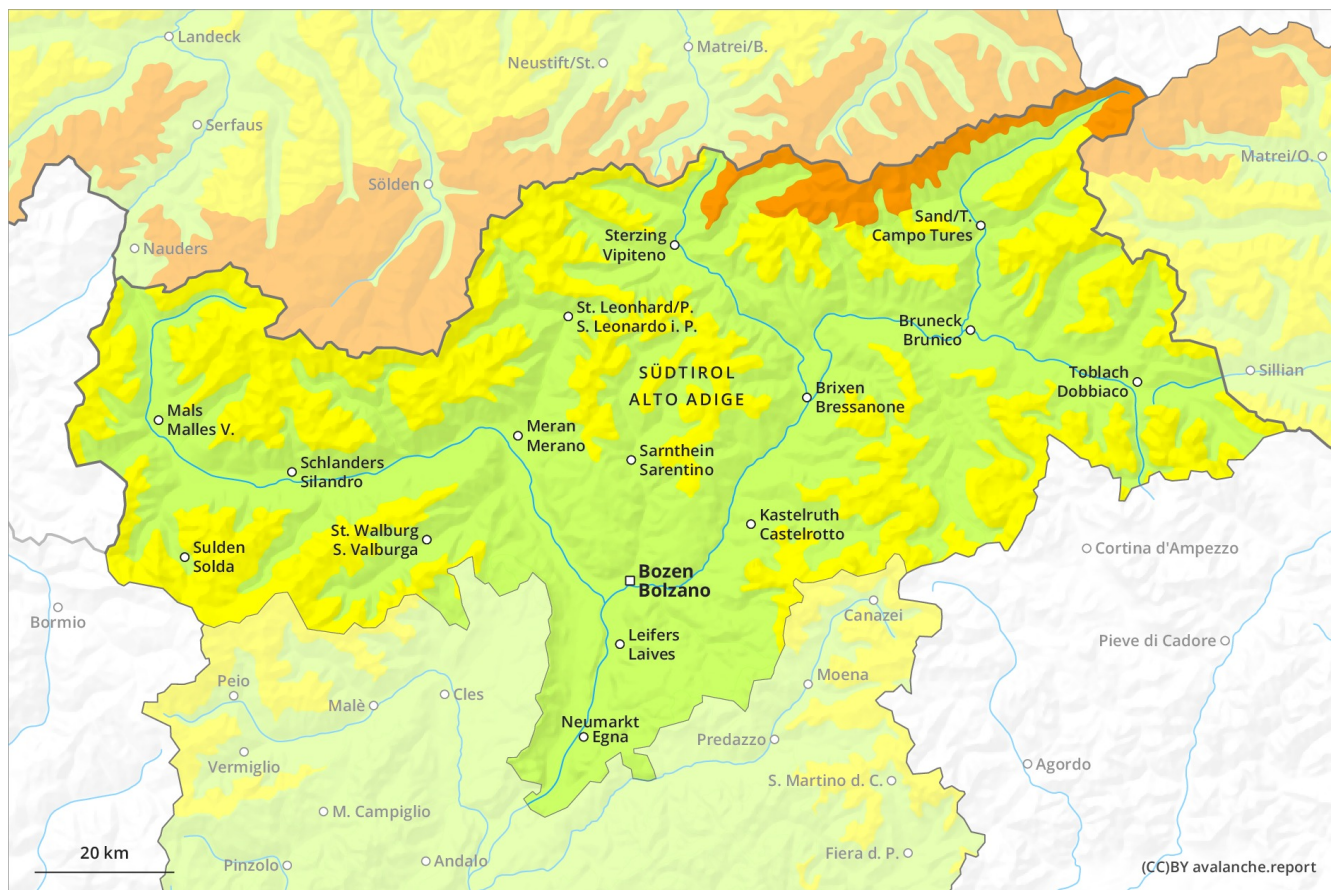 Landeck
Matrei/B.
Neustift/St.
Serfaus
Matrei/O.
Sölden
Sand/T.
Campo Tures
Sterzing
Vipiteno
Nauders
St. Leonhard/P.
S. Leonardo i. P.
Bruneck
Brunico
SÜDTIROL
ALTO ADIGE
Toblach
Dobbiaco
Sillian
Brixen
Bressanone
Mals
Malles V.
Meran
Merano
Sarnthein
Sarentino
Schlanders
Silandro
Kastelruth
Castelrotto
St. Walburg
S. Valburga
Sulden
Solda
Cortina d'Ampezzo
Bozen
Bolzano
Bormio
Canazei
Leifers
Laives
Pieve di Cadore
Peio
Moena
Cles
Malè
Neumarkt
Egna
Predazzo
Vermiglio
Agordo
S. Martino d. C.
M. Campiglio
20 km
Fiera d. P.
Andalo
Pinzolo
(CC)BY avalanche.report